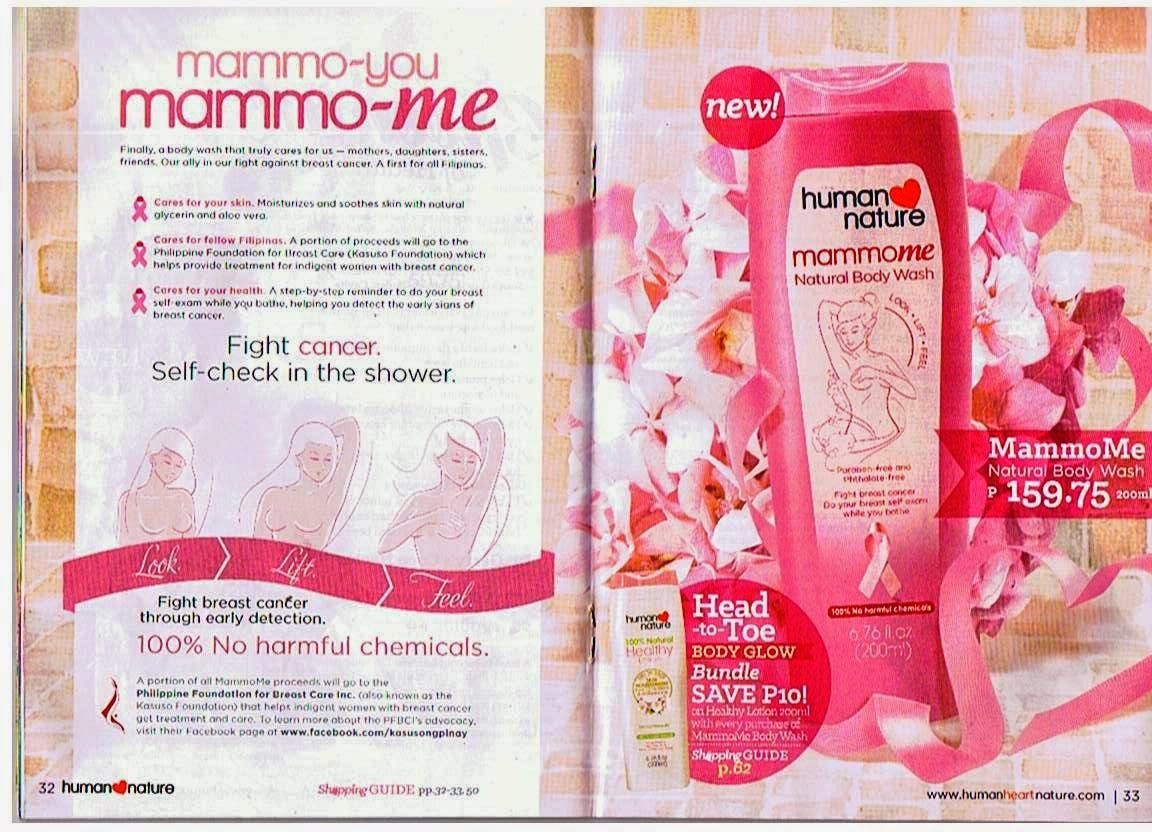 mammo-you
mammo-me
Finally, a body wash that truly cares for us — mothers, daughters, sisters,
friends. Our ally in our fight against breast cancer. A first for all Filipinas.
Cares for your skin. Moisturizes and soothes skin with natural
glycerin and aloe vera.
Cares for fellow Filipinas. A portion of proceeds will go to the
Philippine Foundation for Breast Care (Kasuso Foundation) which
helps provide treatment for indigent women with breast cancer.
Cares for your health. A step-by-step reminder to do your breast
self-exam while you bathe, helping you detect the early signs of
breast cancer.
Fight cancer.
Self-check in the shower.
Look.
Lift.
Feel.
Fight breast cancer
through early detection.
100% No harmful chemicals.
A portion of all MammoMe proceeds will go to the
Philippine Foundation for Breast Care Inc. (also known as the
Kasuso Foundation) that helps indigent women with breast cancer
get treatment and care. To learn more about the PFBCI's advocacy,
visit their Facebook page at www.facebook.com/kasusongpinay
32 human nature
Shopping GUIDE pp.32-33, 50
new!
human
nature
mammome
Natural Body Wash
LOOK • LIFT • FEEL
Paraben-free and
Phthalate-free
Fight breast cancer
Do your breast self exam
while you bathe
100% No harmful chemicals
6.76 fl.oz.
(200ml)
MammoMe
Natural Body Wash
P 159.75 200ml
human
nature
100% Natural
Healthy
Head
-to-Toe
BODY GLOW
Bundle
SAVE P10!
on Healthy Lotion 200ml
with every purchase of
MammoMe Body Wash
Shopping GUIDE
p.62
www.humanheartnature.com | 33